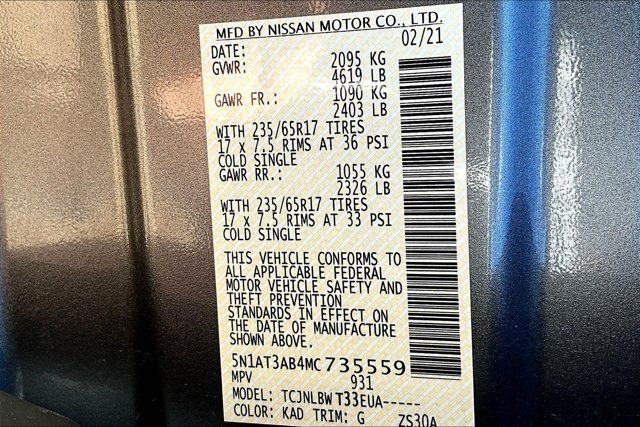 MFD BY NISSAN MOTOR CO., LTD.
DATE: 02/21
GVWR: 2095 KG
4619 LB
GAWR FR.: 1090 KG
2403 LB
WITH 235/65R17 TIRES
17 x 7.5 RIMS AT 36 PSI
COLD SINGLE
GAWR RR.: 1055 KG
2326 LB
WITH 235/65R17 TIRES
17 x 7.5 RIMS AT 33 PSI
COLD SINGLE
THIS VEHICLE CONFORMS TO
ALL APPLICABLE FEDERAL
MOTOR VEHICLE SAFETY AND
THEFT PREVENTION
STANDARDS IN EFFECT ON
THE DATE OF MANUFACTURE
SHOWN ABOVE.
5N1AT3AB4MC735559
MPV 931
MODEL: TCJNLBW T33EUA-----
COLOR: KAD TRIM: G ZS30A